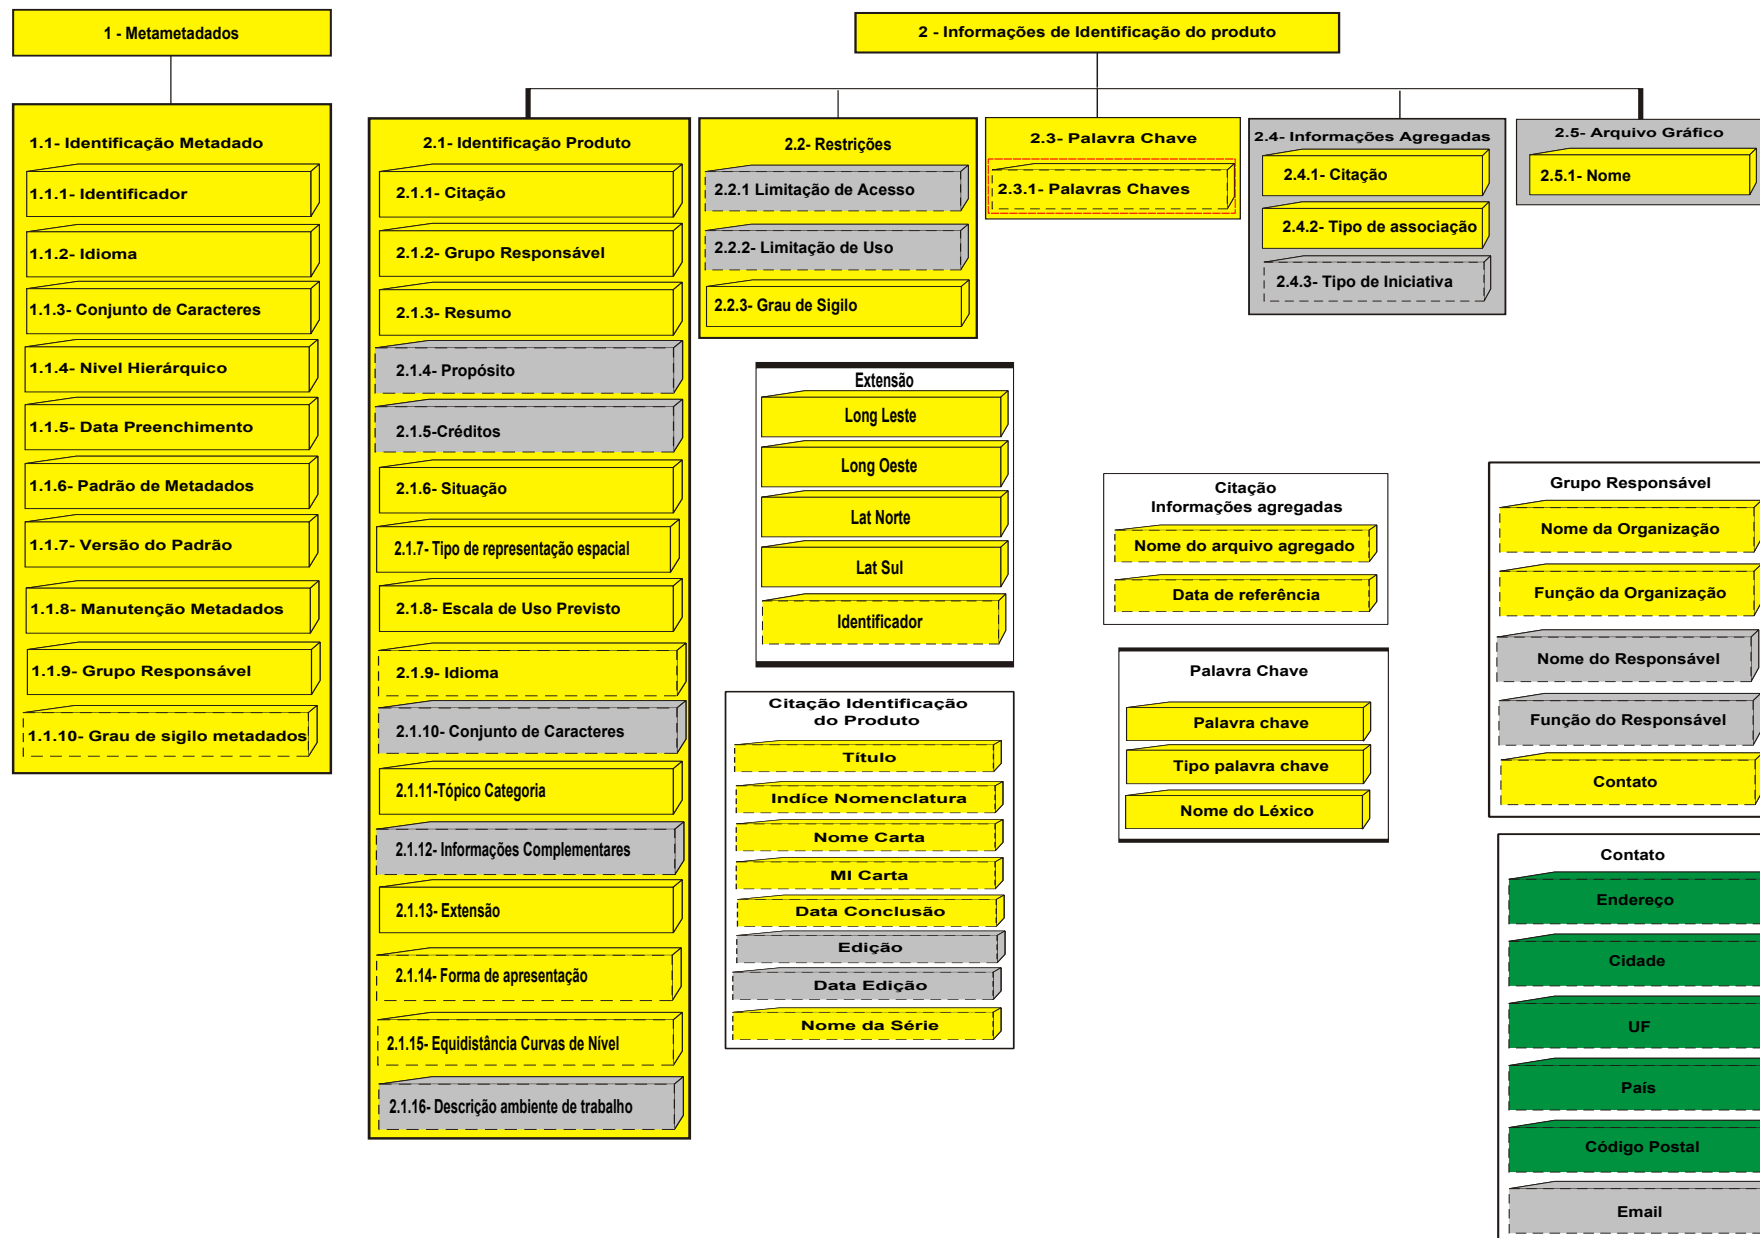 1 - Metametadados
2 - Informações de Identificação do produto
1.1- Identificação Metadado
1.1.1- Identificador
1.1.2- Idioma
1.1.3- Conjunto de Caracteres
1.1.4- Nivel Hierárquico
1.1.5- Data Preenchimento
1.1.6- Padrão de Metadados
1.1.7- Versão do Padrão
1.1.8- Manutenção Metadados
1.1.9- Grupo Responsável
1.1.10- Grau de sigilo metadados
2.1- Identificação Produto
2.1.1- Citação
2.1.2- Grupo Responsável
2.1.3- Resumo
2.1.4- Propósito
2.1.5-Créditos
2.1.6- Situação
2.1.7- Tipo de representação espacial
2.1.8- Escala de Uso Previsto
2.1.9- Idioma
2.1.10- Conjunto de Caracteres
2.1.11-Tópico Categoria
2.1.12- Informações Complementares
2.1.13- Extensão
2.1.14- Forma de apresentação
2.1.15- Equidistância Curvas de Nível
2.1.16- Descrição ambiente de trabalho
2.2- Restrições
2.2.1 Limitação de Acesso
2.2.2- Limitação de Uso
2.2.3- Grau de Sigilo
2.3- Palavra Chave
2.3.1- Palavras Chaves
2.4- Informações Agregadas
2.4.1- Citação
2.4.2- Tipo de associação
2.4.3- Tipo de Iniciativa
2.5- Arquivo Gráfico
2.5.1- Nome
Extensão
Long Leste
Long Oeste
Lat Norte
Lat Sul
Identificador
Citação Identificação
do Produto
Título
Indíce Nomenclatura
Nome Carta
MI Carta
Data Conclusão
Edição
Data Edição
Nome da Série
Citação
Informações agregadas
Nome do arquivo agregado
Data de referência
Palavra Chave
Palavra chave
Tipo palavra chave
Nome do Léxico
Grupo Responsável
Nome da Organização
Função da Organização
Nome do Responsável
Função do Responsável
Contato
Contato
Endereço
Cidade
UF
País
Código Postal
Email